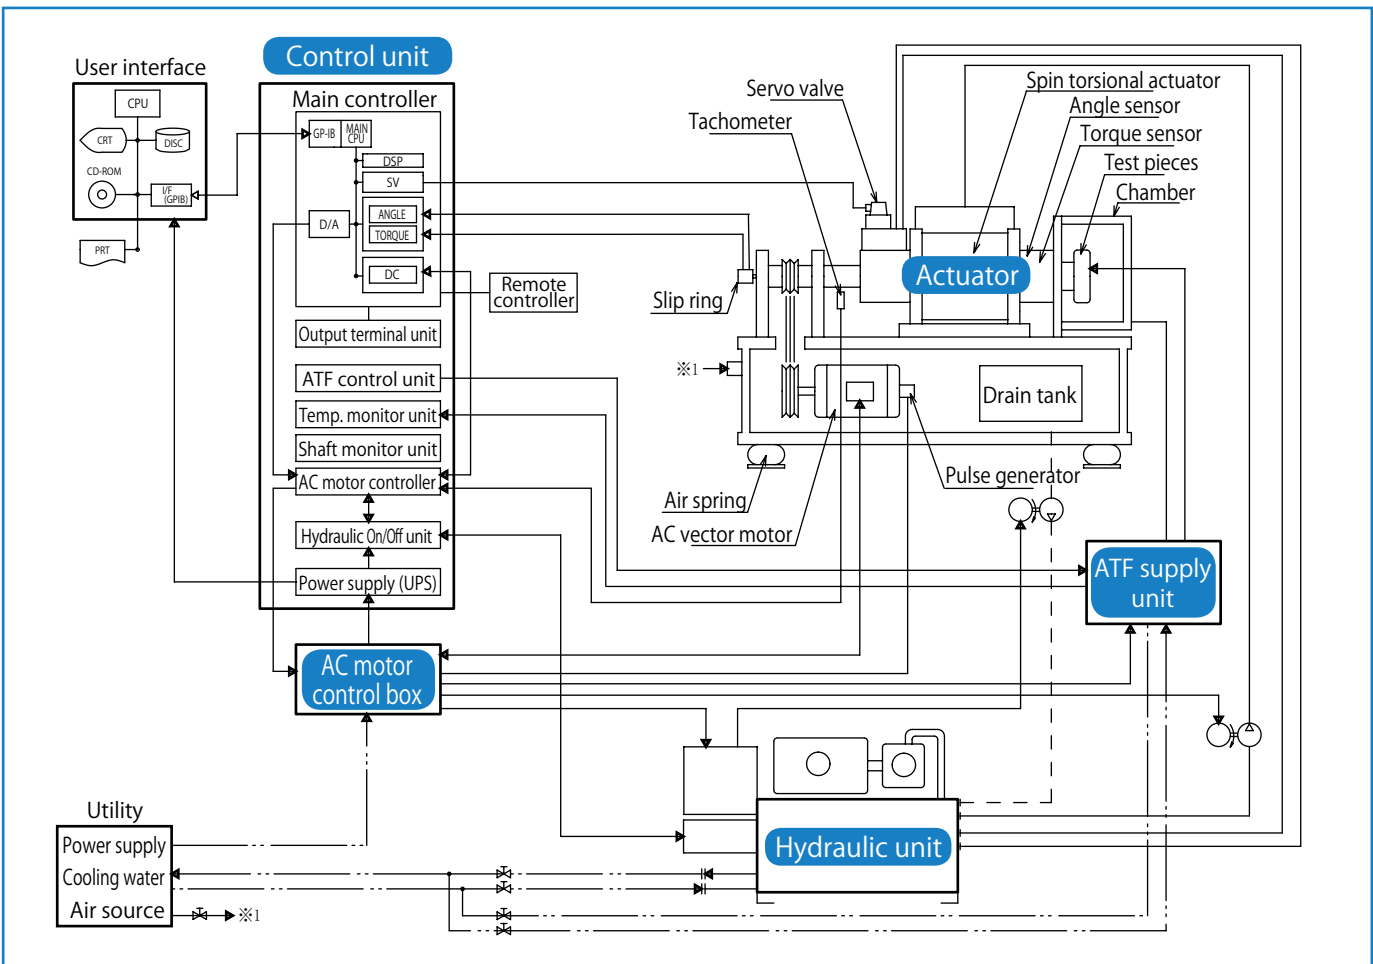 Control unit
User interface
CPU
CRT
DISC
CD-ROM
I/F
(GPIB)
PRT
Main controller
GP-IB
MAIN
CPU
DSP
SV
D/A
ANGLE
TORQUE
DC
Remote
controller
Output terminal unit
ATF control unit
Temp. monitor unit
Shaft monitor unit
AC motor controller
Hydraulic On/Off unit
Power supply (UPS)
AC motor
control box
Utility
Power supply
Cooling water
Air source
※1
Servo valve
Tachometer
Spin torsional actuator
Angle sensor
Torque sensor
Test pieces
Chamber
Actuator
Slip ring
※1
Drain tank
Pulse generator
Air spring
AC vector motor
ATF supply
unit
Hydraulic unit